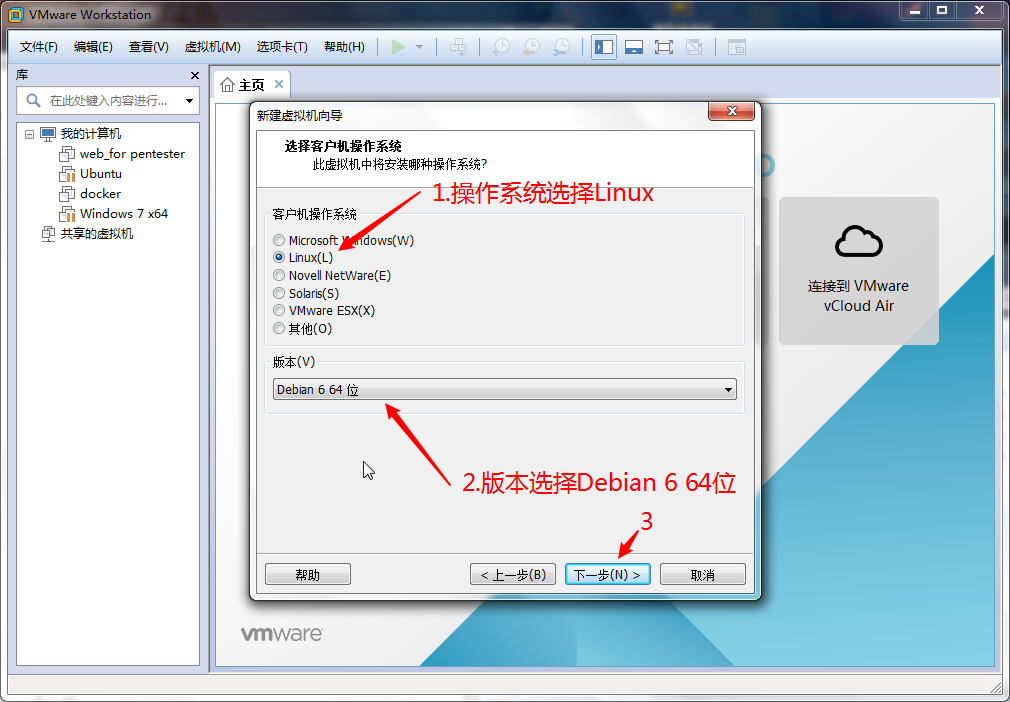 VMware Workstation
文件(F) 编辑(E) 查看(V) 虚拟机(M) 选项卡(T) 帮助(H)
库
主页
在此处键入内容进行...
我的计算机
web_for pentester
Ubuntu
docker
Windows 7 x64
共享的虚拟机
新建虚拟机向导
选择客户机操作系统
此虚拟机中将安装哪种操作系统?
1.操作系统选择Linux
客户机操作系统
Microsoft Windows(W)
Linux(L)
Novell NetWare(E)
Solaris(S)
VMware ESX(X)
其他(O)
版本(V)
Debian 6 64 位
2.版本选择Debian 6 64位
3
帮助
< 上一步(B)
下一步(N) >
取消
连接到 VMware
vCloud Air
vmware